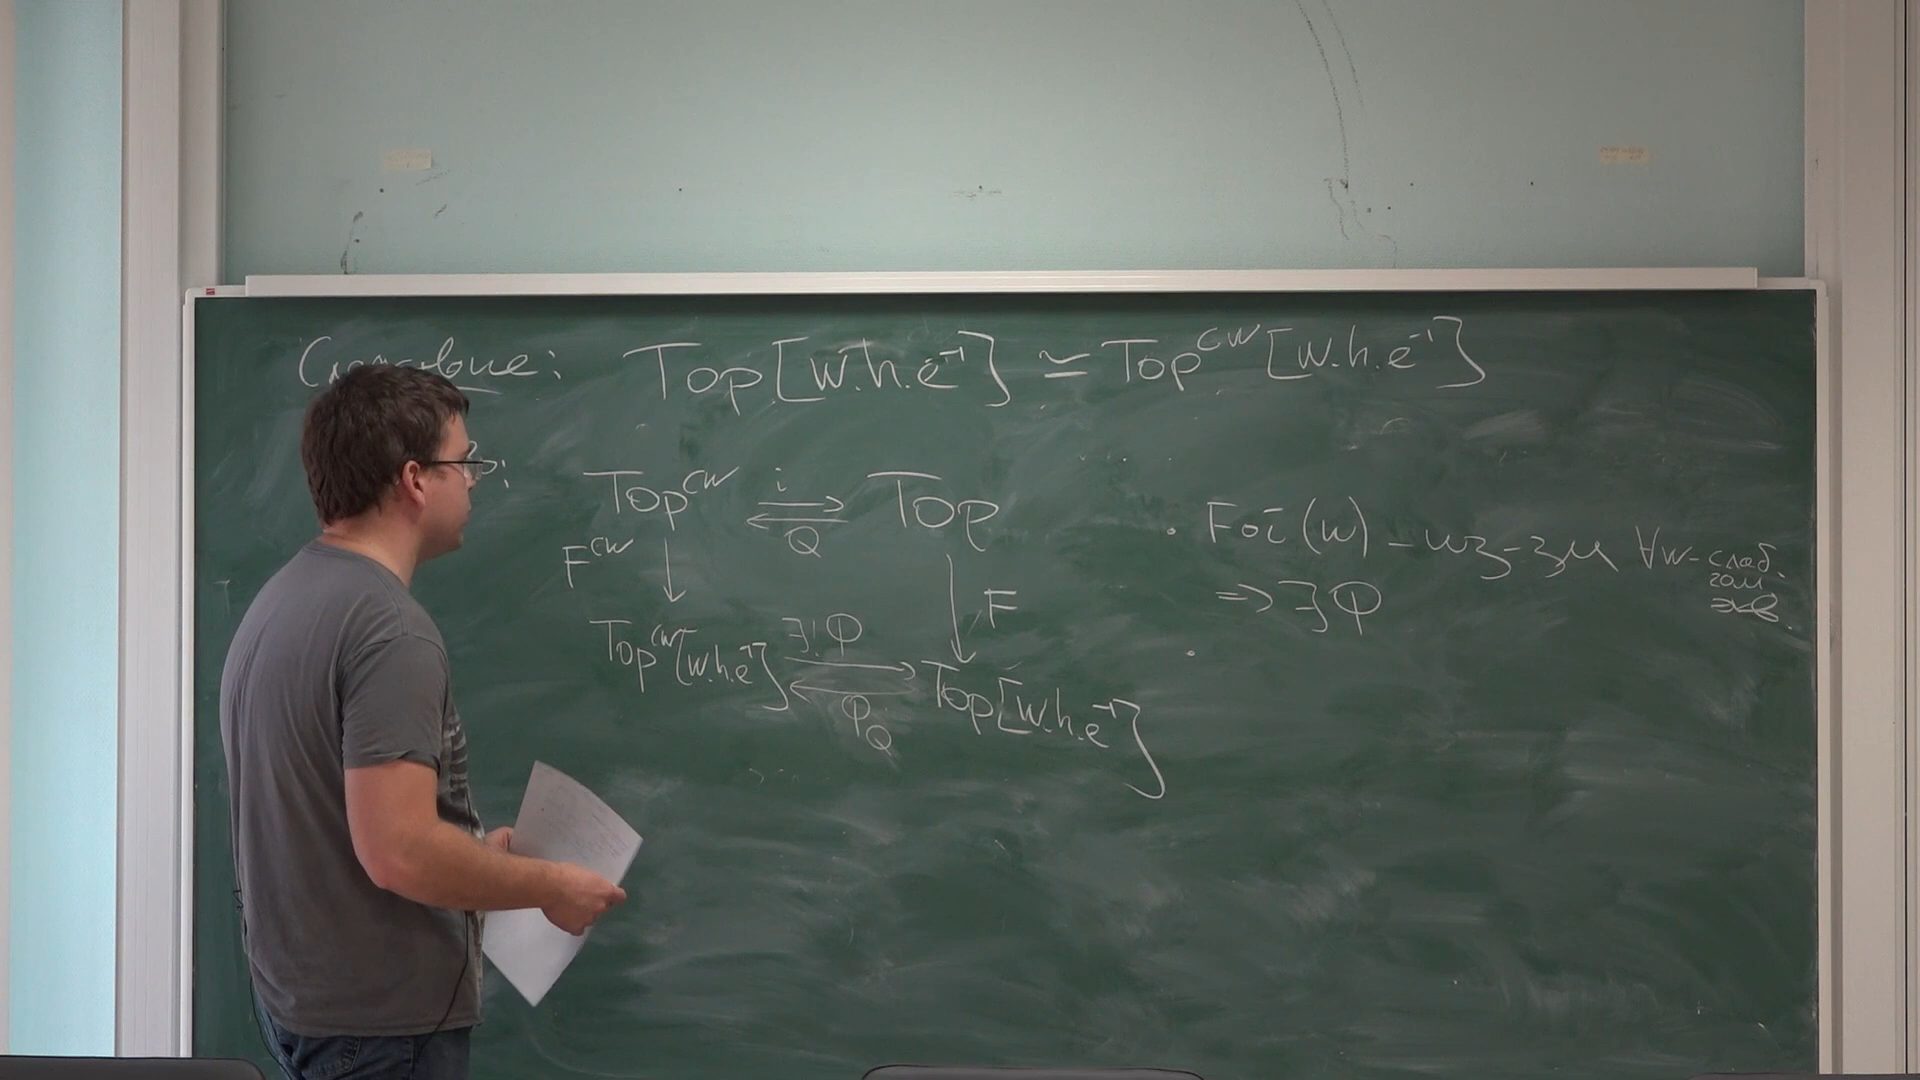 Top[w.h.e⁻¹] ≃ Top^CW[w.h.e⁻¹]
Top^CW ⇄ Top
i
Q
F^CW ↓ ↓ F
Top^CW[w.h.e⁻¹] ⇄ Top[w.h.e⁻¹]
∃! Φ
Φ_Q
• F∘i(w) - из-зм ∀w - слаб.
гом.
экв.
⇒ ∃ Φ
•